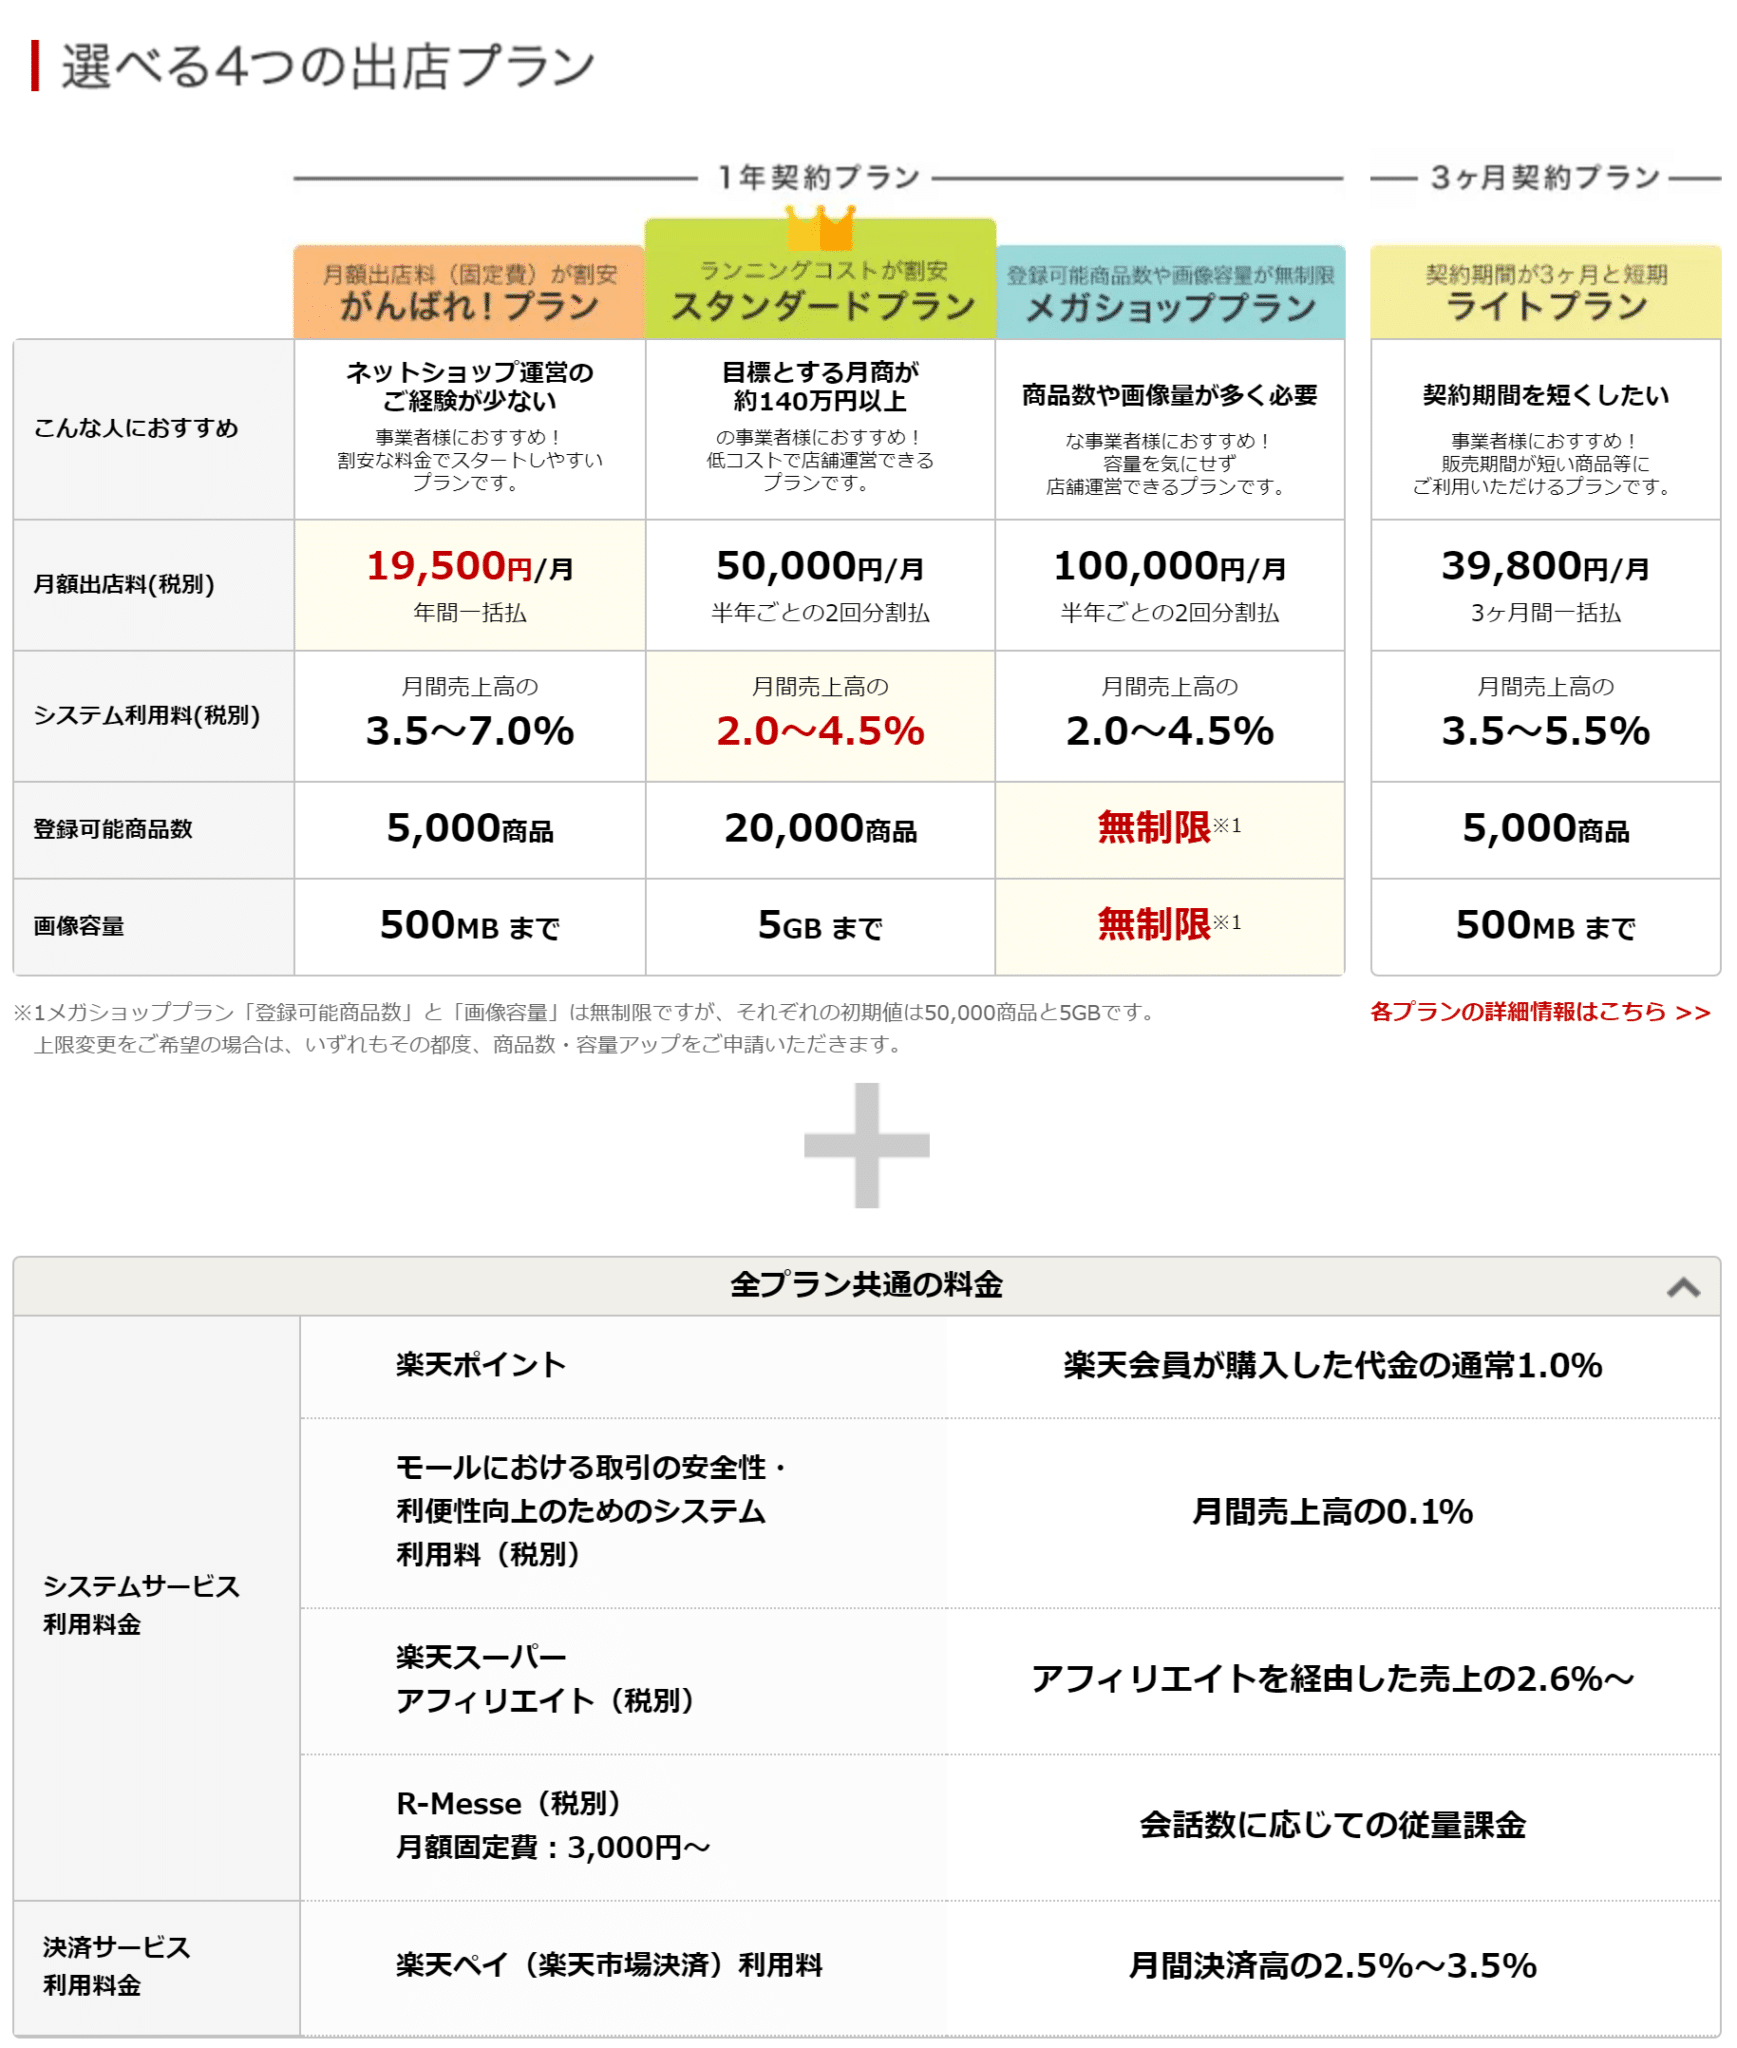 選べる4つの出店プラン
1年契約プラン
3ヶ月契約プラン
月額出店料（固定費）が割安
がんばれ！プラン
ランニングコストが割安
スタンダードプラン
登録可能商品数や画像容量が無制限
メガショッププラン
契約期間が3ヶ月と短期
ライトプラン
こんな人におすすめ
ネットショップ運営の
ご経験が少ない
事業者様におすすめ！
割安な料金でスタートしやすい
プランです。
目標とする月商が
約140万円以上
の事業者様におすすめ！
低コストで店舗運営できる
プランです。
商品数や画像量が多く必要
な事業者様におすすめ！
容量を気にせず
店舗運営できるプランです。
契約期間を短くしたい
事業者様におすすめ！
販売期間が短い商品等に
ご利用いただけるプランです。
月額出店料(税別)
19,500円/月
年間一括払
50,000円/月
半年ごとの2回分割払
100,000円/月
半年ごとの2回分割払
39,800円/月
3ヶ月間一括払
システム利用料(税別)
月間売上高の
3.5～7.0%
月間売上高の
2.0～4.5%
月間売上高の
2.0～4.5%
月間売上高の
3.5～5.5%
登録可能商品数
5,000商品
20,000商品
無制限※1
5,000商品
画像容量
500MB まで
5GB まで
無制限※1
500MB まで
※1メガショッププラン「登録可能商品数」と「画像容量」は無制限ですが、それぞれの初期値は50,000商品と5GBです。
上限変更をご希望の場合は、いずれもその都度、商品数・容量アップをご申請いただきます。
各プランの詳細情報はこちら >>
全プラン共通の料金
システムサービス
利用料金
楽天ポイント
楽天会員が購入した代金の通常1.0%
モールにおける取引の安全性・
利便性向上のためのシステム
利用料（税別）
月間売上高の0.1%
楽天スーパー
アフィリエイト（税別）
アフィリエイトを経由した売上の2.6%～
R-Messe（税別）
月額固定費：3,000円～
会話数に応じての従量課金
決済サービス
利用料金
楽天ペイ（楽天市場決済）利用料
月間決済高の2.5%～3.5%